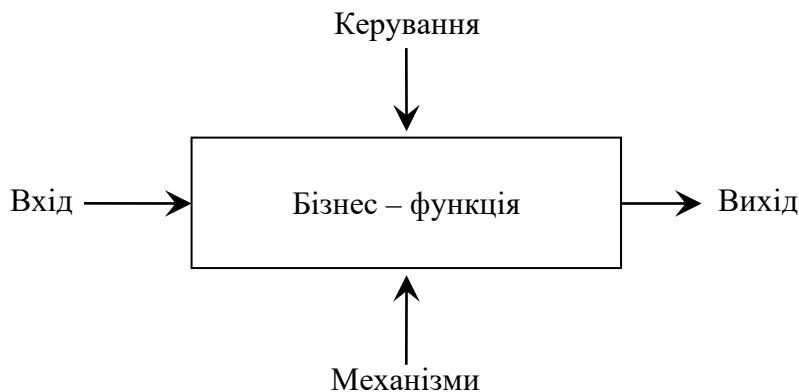 Керування
Вхід
Бізнес – функція
Вихід
Механізми